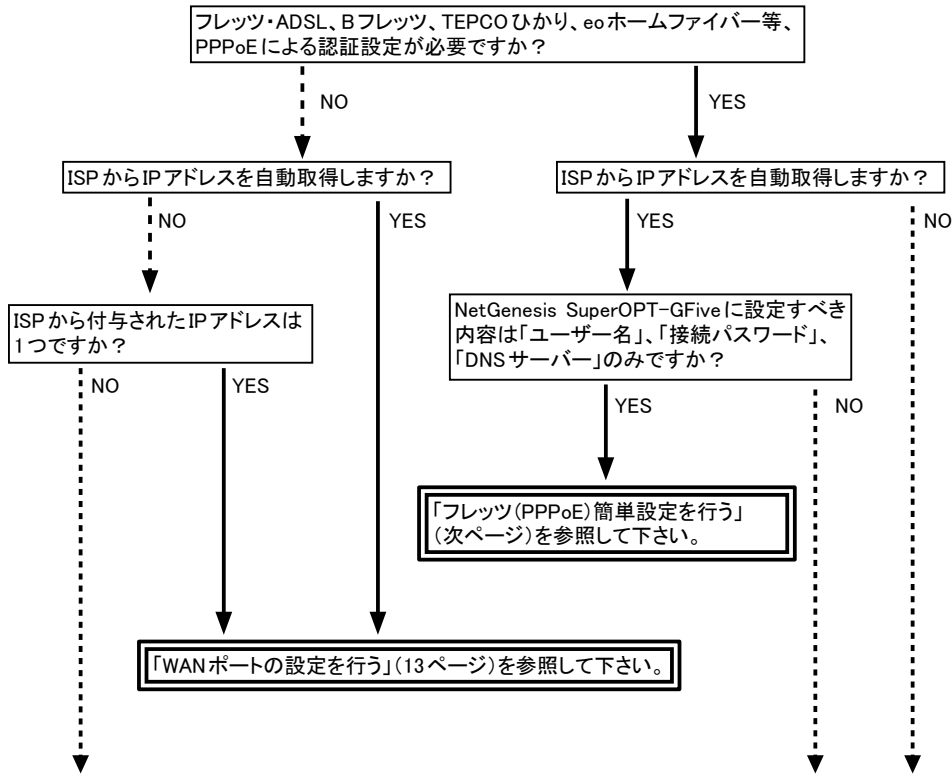 フレッツ・ADSL、Bフレッツ、TEPCOひかり、eoホームファイバー等、
PPPoEによる認証設定が必要ですか？
NO
YES
ISPからIPアドレスを自動取得しますか？
ISPからIPアドレスを自動取得しますか？
NO
YES
YES
NO
ISPから付与されたIPアドレスは
1つですか？
NetGenesis SuperOPT-GFiveに設定すべき
内容は「ユーザー名」、「接続パスワード」、
「DNSサーバー」のみですか？
NO
YES
YES
NO
「フレッツ(PPPoE)簡単設定を行う」
(次ページ)を参照して下さい。
「WANポートの設定を行う」(13ページ)を参照して下さい。